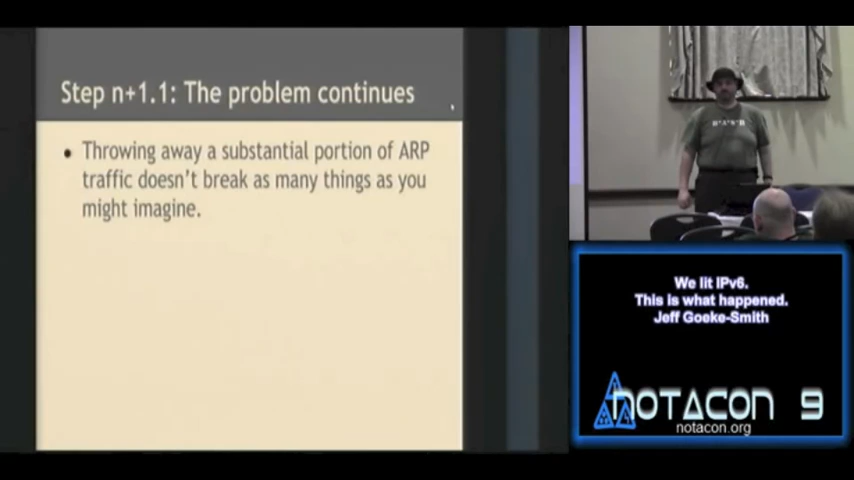 Step n+1.1: The problem continues
• Throwing away a substantial portion of ARP
traffic doesn't break as many things as you
might imagine.
We lit IPv6.
This is what happened.
Jeff Goeke-Smith
NOTACON 9
notacon.org